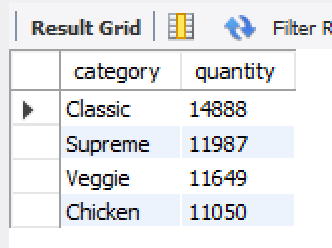 Result Grid Filter R
category quantity
Classic 14888
Supreme 11987
Veggie 11649
Chicken 11050